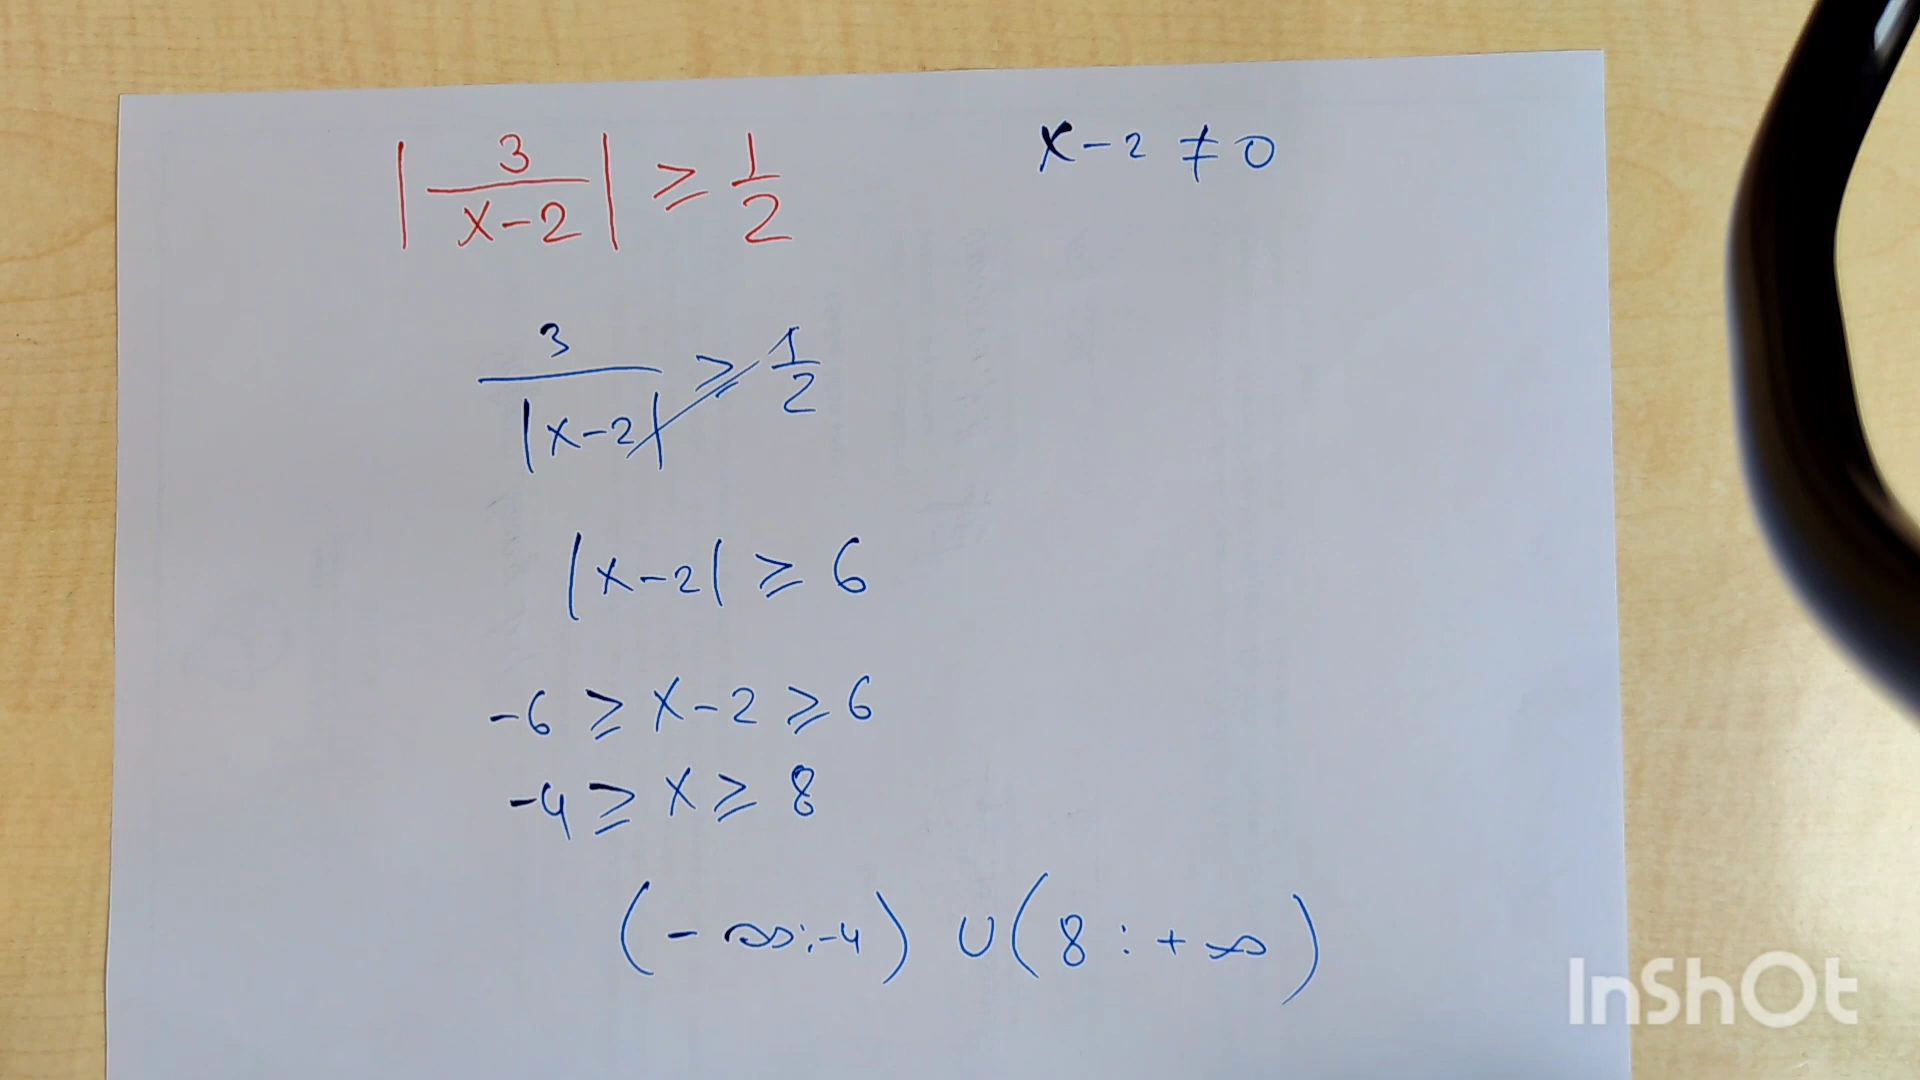 |3/(x-2)| ≥ 1/2
x-2 ≠ 0
3/|x-2| ≥ 1/2
|x-2| ≥ 6
-6 ≥ x-2 ≥ 6
-4 ≥ x ≥ 8
(-∞;-4) ∪ (8:+∞)
InShOt